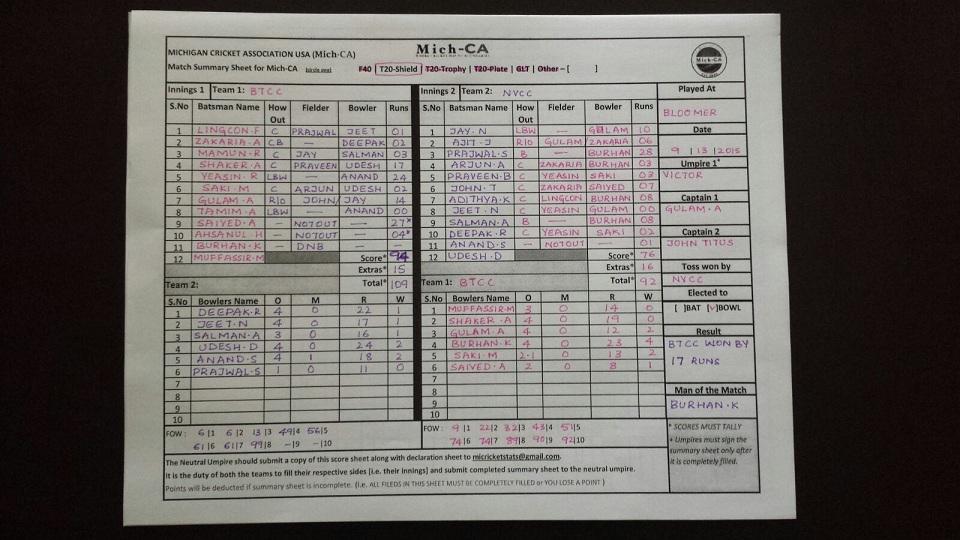 Mich-CA
MICHIGAN CRICKET ASSOCIATION USA (Mich-CA)
Match Summary Sheet for Mich-CA (circle one) F40 | T20-Shield | T20-Trophy | T20-Plate | GLT | Other – [ ]
Mich-CA
Innings 1 Team 1: BTCC
S.No Batsman Name How Out Fielder Bowler Runs
1 LINGCON-F C PRAJWAL JEET 01
2 ZAKARIA-A CB — DEEPAK 02
3 MAMUN-R C JAY SALMAN 03
4 SHAKER-A C PRAVEEN UDESH 17
5 YEASIN-R LBW — ANAND 24
6 SAKI-M C ARJUN UDESH 02
7 GULAM-A R|O JOHN/JAY 14
8 TAMIM-A LBW — ANAND 00
9 SAIYED-A — NOTOUT — 27*
10 AHSANUL-H — NOTOUT — 04*
11 BURHAN-K — DNB — —
12 MUFFASSIR-M Score* 94
Extras* 15
Total* 109
Team 2:
S.No Bowlers Name O M R W
1 DEEPAK-R 4 0 22 1
2 JEET-N 4 0 17 1
3 SALMAN-A 3 0 16 1
4 UDESH-D 4 0 24 2
5 ANAND-S 4 1 18 2
6 PRAJWAL-S 1 0 11 0
7
8
9
10
FOW: 6|1 6|2 13|3 49|4 56|5
61|6 61|7 99|8 –|9 –|10
Innings 2 Team 2: NVCC
S.No Batsman Name How Out Fielder Bowler Runs
1 JAY-N LBW — GULAM 10
2 AJIT-J R|O GULAM ZAKARIA 06
3 PRAJWAL-S B — BURHAN 28
4 ARJUN-A C ZAKARIA BURHAN 03
5 PRAVEEN-B C YEASIN SAKI 03
6 JOHN-T C ZAKARIA SAIYED 07
7 ADITHYA-K C LINGCON BURHAN 08
8 JEET-N C YEASIN GULAM 00
9 SALMAN-A B — BURHAN 08
10 DEEPAK-R C YEASIN SAKI 02
11 ANAND-S — NOTOUT — 01
12 UDESH-D Score* 76
Extras* 16
Total* 92
Team 1: BTCC
S.No Bowlers Name O M R W
1 MUFFASSIR-M 3 0 14 0
2 SHAKER-A 4 0 19 0
3 GULAM-A 4 0 12 2
4 BURHAN-K 4 0 23 4
5 SAKI-M 2.1 0 13 2
6 SAIYED-A 2 0 8 1
7
8
9
10
FOW: 9|1 22|2 32|3 43|4 51|5
74|6 74|7 89|8 90|9 92|10
Played At
BLOOMER
Date
9 | 13 | 2015
Umpire 1+
VICTOR
Captain 1
GULAM-A
Captain 2
JOHN TITUS
Toss won by
NVCC
Elected to
[ ]BAT [✓]BOWL
Result
BTCC WON BY
17 RUNS
Man of the Match
BURHAN-K
* SCORES MUST TALLY
+ Umpires must sign the
summary sheet only after
it is completely filled.
The Neutral Umpire should submit a copy of this score sheet along with declaration sheet to micricketstats@gmail.com.
It is the duty of both the teams to fill their respective sides [i.e. their innings] and submit completed summary sheet to the neutral umpire.
Points will be deducted if summary sheet is incomplete. (i.e. ALL FILEDS IN THIS SHEET MUST BE COMPLETELY FILLED or YOU LOSE A POINT )